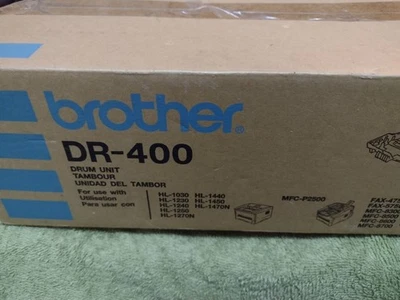 brother
DR-400
DRUM UNIT
TAMBOUR
UNIDAD DEL TAMBOR
For use with
Utilisation
Para uso con
HL-1030 HL-1440
HL-1230 HL-1450
HL-1240 HL-1470N
HL-1250
HL-1270N
MFC-P2500